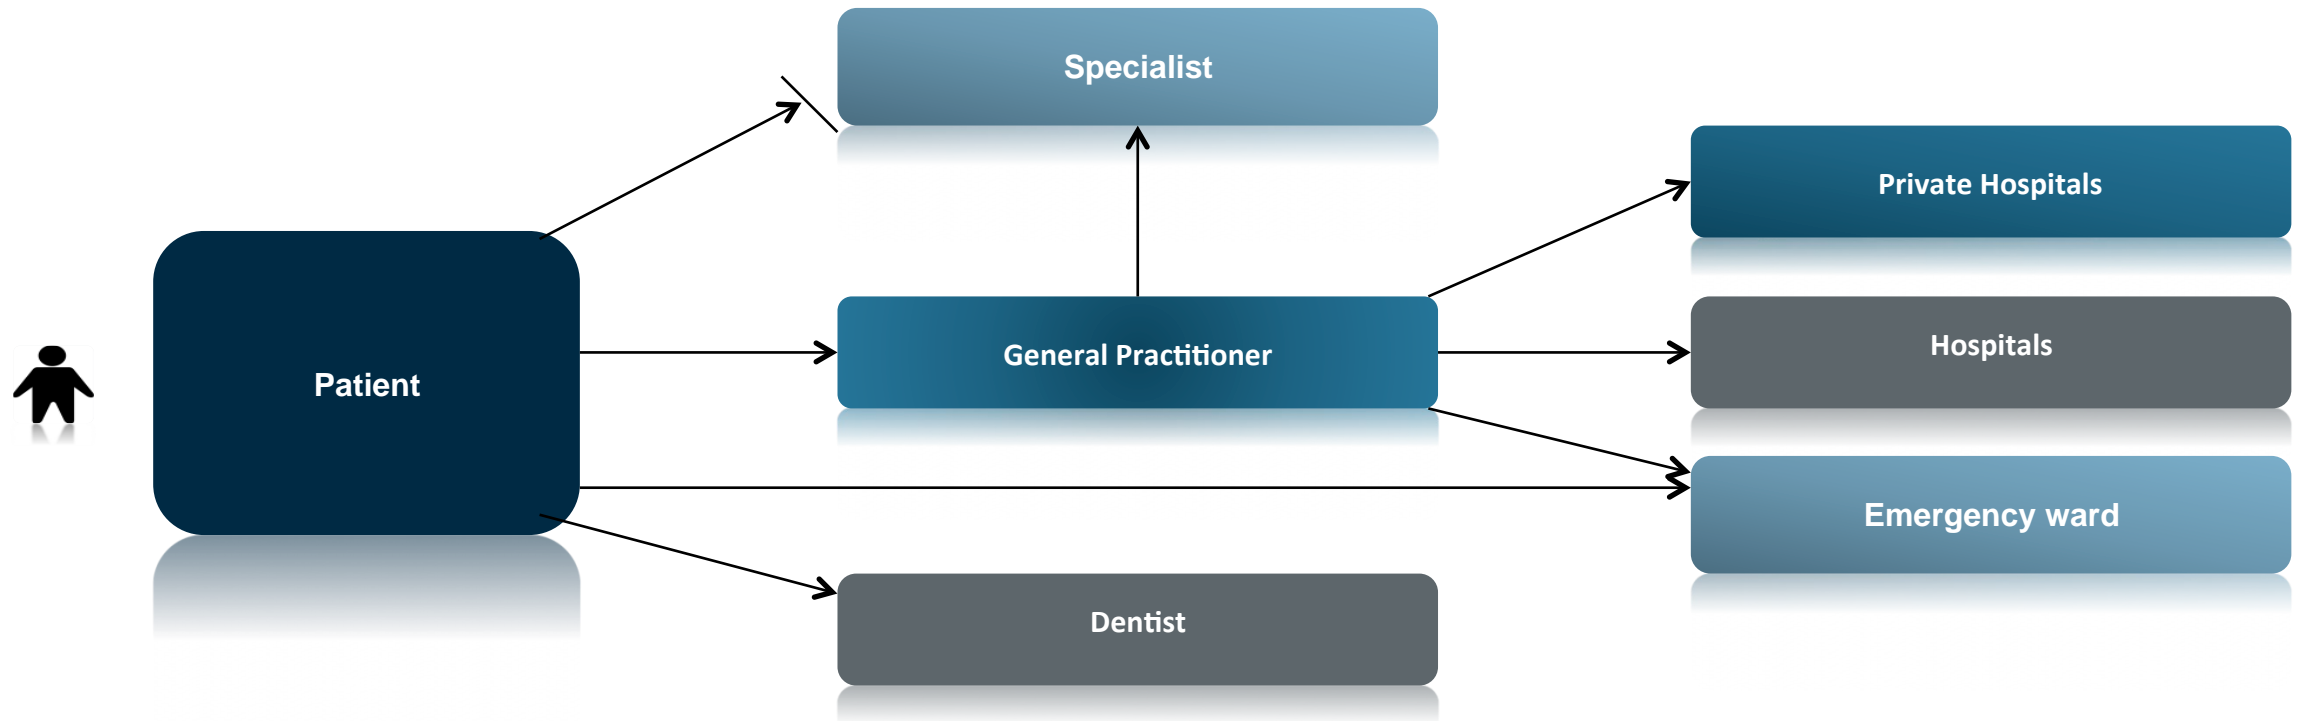 Specialist
Private Hospitals
Patient
General Practitioner
Hospitals
Emergency ward
Dentist